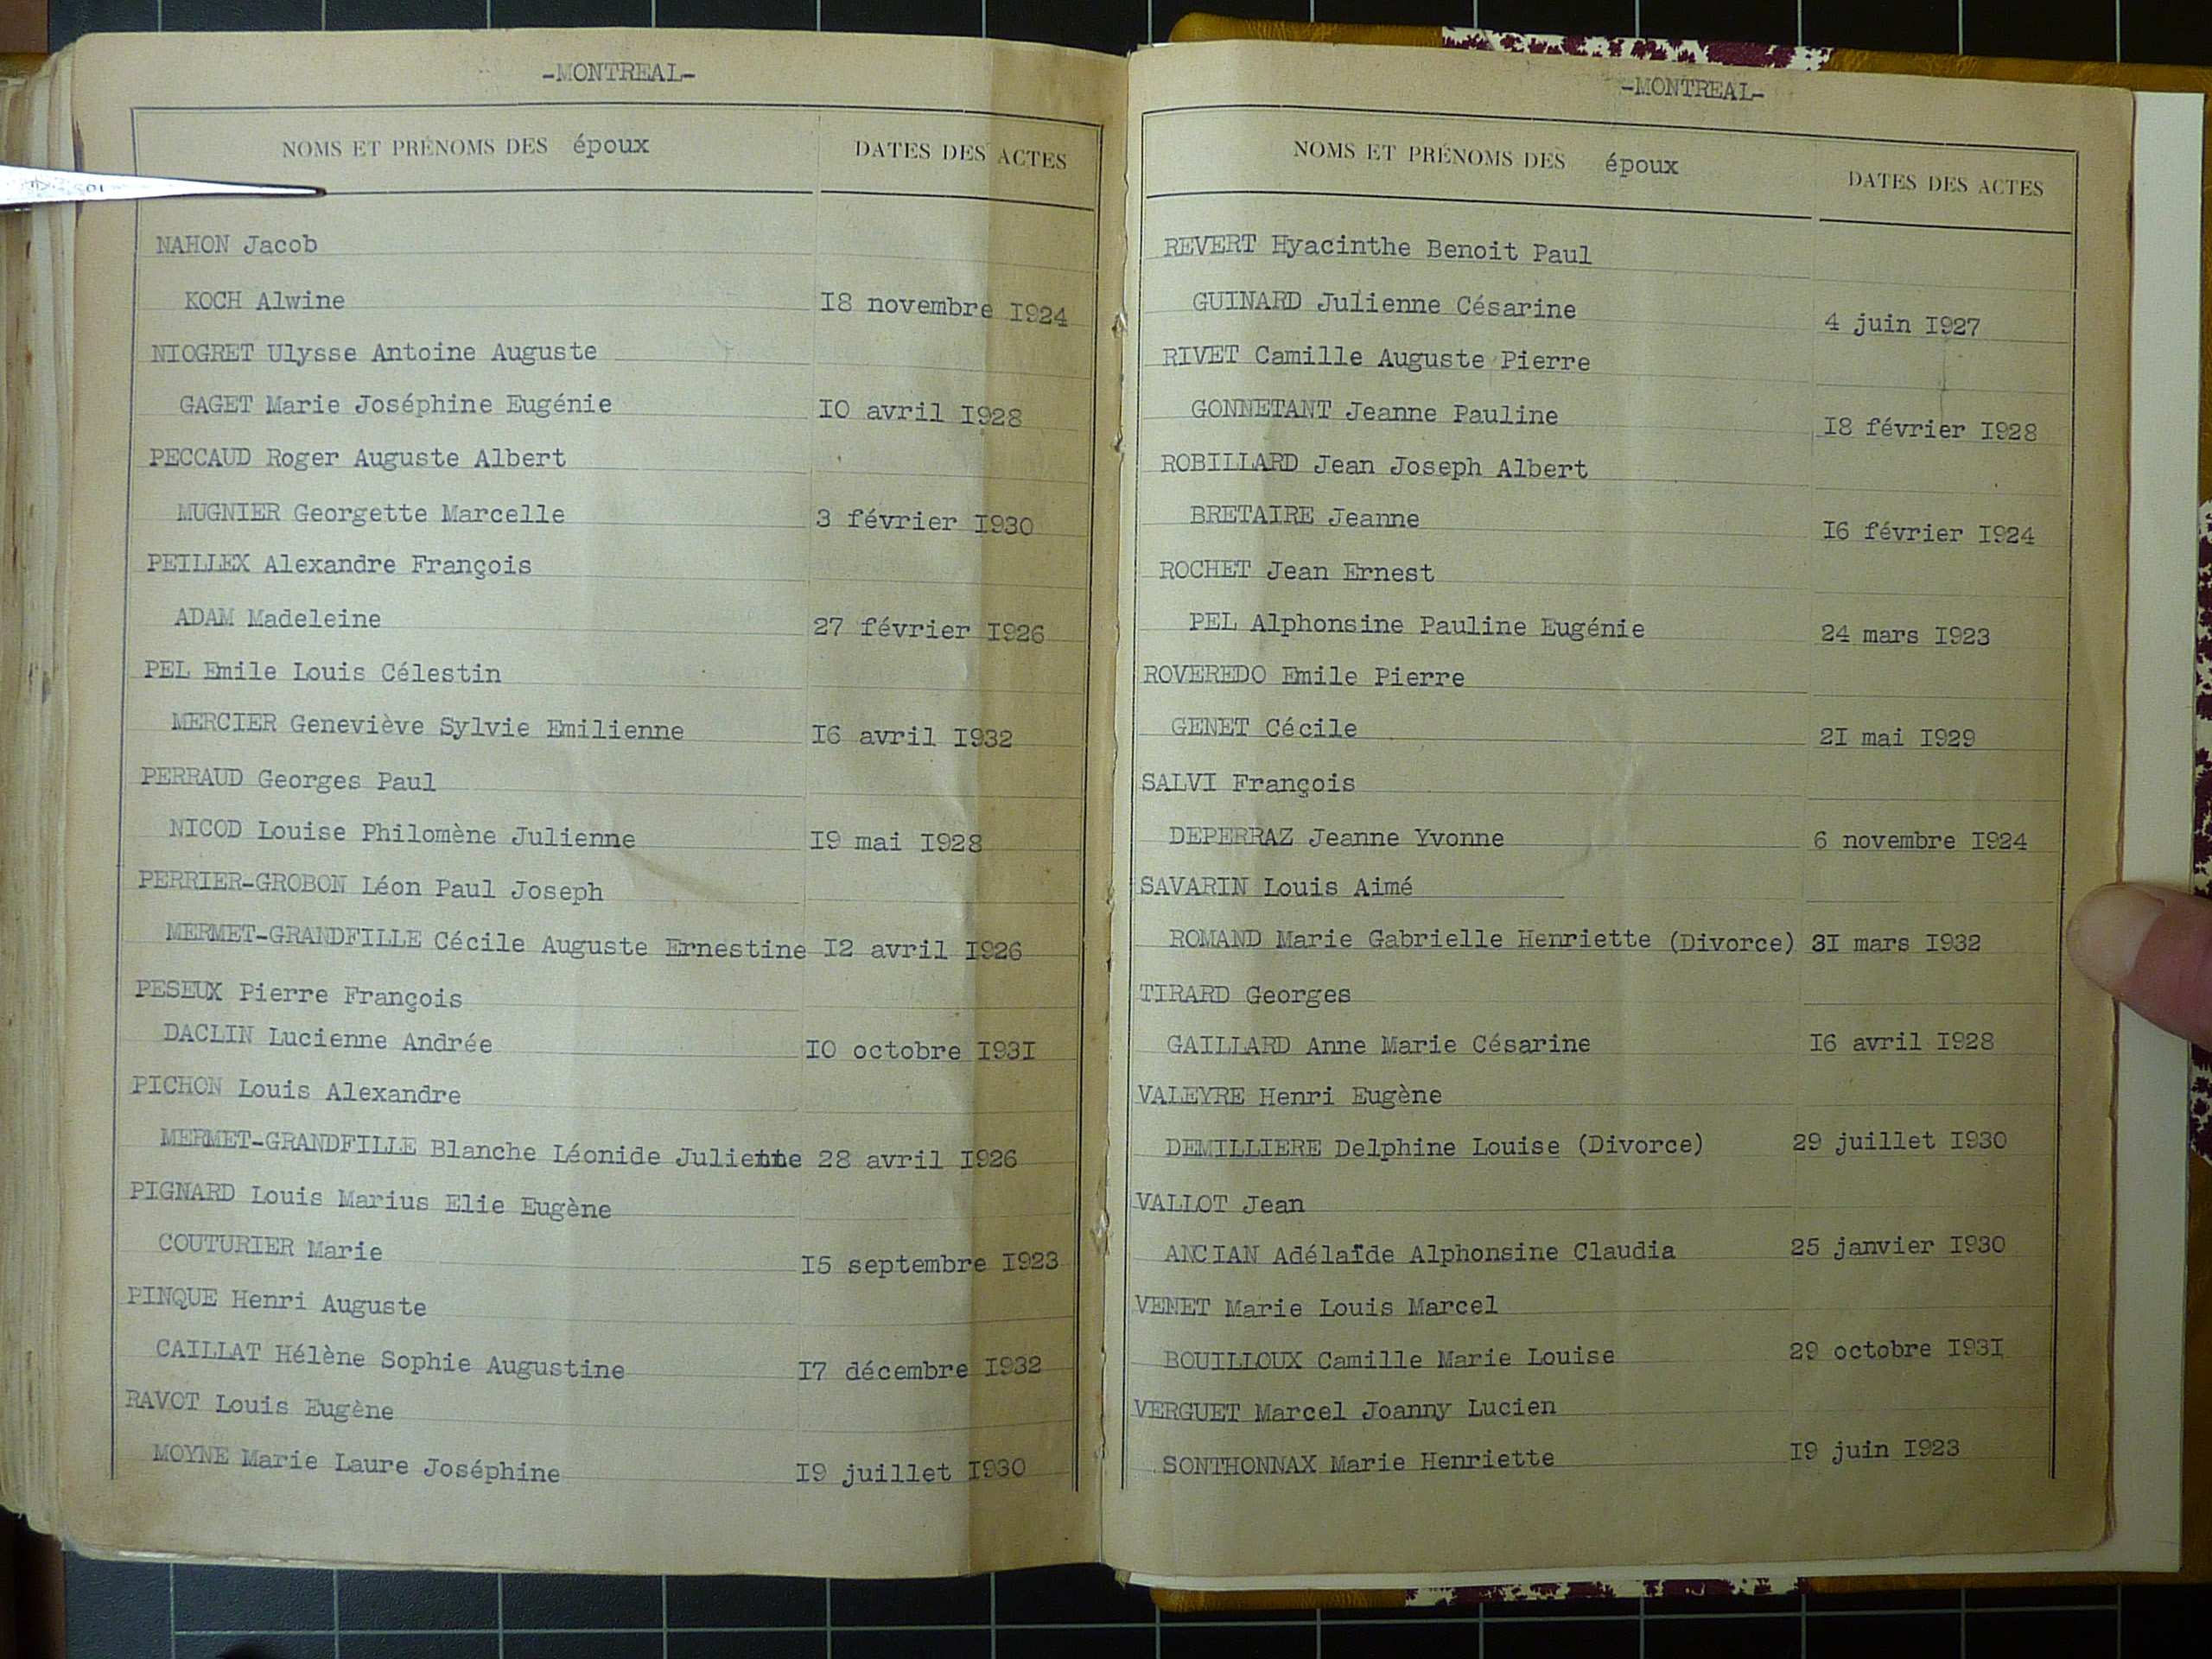 -MONTREAL-
NOMS ET PRÉNOMS DES époux DATES DES ACTES
NAHON Jacob
KOCH Alwine I8 novembre I924
NIOGRET Ulysse Antoine Auguste
GAGET Marie Joséphine Eugénie IO avril I928
PECCAUD Roger Auguste Albert
MUGNIER Georgette Marcelle 3 février I930
PEILLEX Alexandre François
ADAM Madeleine 27 février I926
PEL Emile Louis Célestin
MERCIER Geneviève Sylvie Emilienne I6 avril I932
PERRAUD Georges Paul
NICOD Louise Philomène Julienne I9 mai I928
PERRIER-GROBON Léon Paul Joseph
MERMET-GRANDFILLE Cécile Auguste Ernestine I2 avril I926
PESEUX Pierre François
DACLIN Lucienne Andrée IO octobre I93I
PICHON Louis Alexandre
MERMET-GRANDFILLE Blanche Léonide 28 avril I926
PIGNARD Louis Marius Elie Eugène
COUTURIER Marie I5 septembre I923
PINQUE Henri Auguste
CAILLAT Hélène Sophie Augustine I7 décembre I932
RAVOT Louis Eugène
MOYNE Marie Laure Joséphine I9 juillet I930
-MONTREAL-
NOMS ET PRÉNOMS DES époux DATES DES ACTES
REVERT Hyacinthe Benoit Paul
GUINARD Julienne Césarine 4 juin I927
RIVET Camille Auguste Pierre
GONNETANT Jeanne Pauline I8 février I928
ROBILLARD Jean Joseph Albert
BRETAIRE Jeanne I6 février I924
ROCHET Jean Ernest
PEL Alphonsine Pauline Eugénie 24 mars I923
ROVEREDO Emile Pierre
GENET Cécile 2I mai I929
SALVI François
DEPERRAZ Jeanne Yvonne 6 novembre I924
SAVARIN Louis Aimé
ROMAND Marie Gabrielle Henriette (Divorce) 3I mars I932
TIRARD Georges
GAILLARD Anne Marie Césarine I6 avril I928
VALEYRE Henri Eugène
DEMILLIERE Delphine Louise (Divorce) 29 juillet I930
VALLOT Jean
ANCIAN Adélaïde Alphonsine Claudia 25 janvier I930
VENET Marie Louis Marcel
BOUILLOUX Camille Marie Louise 29 octobre I93I
VERGUET Marcel Joanny Lucien
SONTHONNAX Marie Henriette I9 juin I923